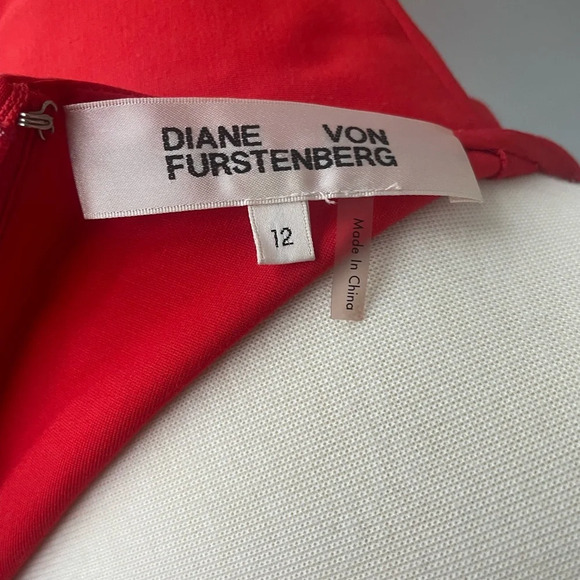 DIANE VON
FURSTENBERG
12
Made In China